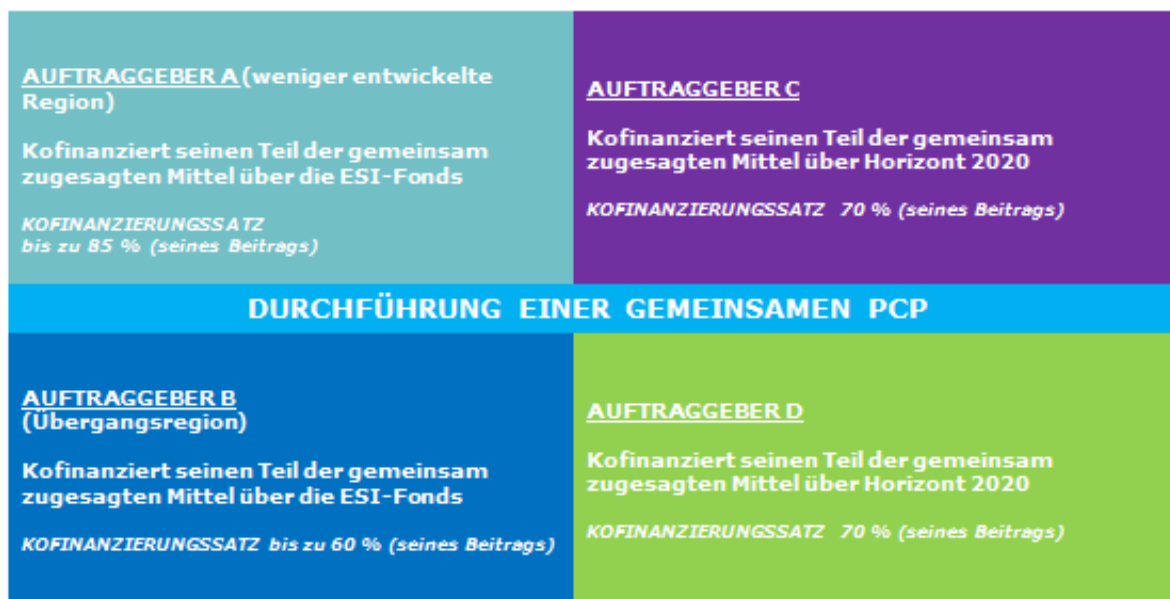 AUFTRAGGEBER A (weniger entwickelte
Region)
Kofinanziert seinen Teil der gemeinsam
zugesagten Mittel über die ESI-Fonds
KOFINANZIERUNGSSATZ
bis zu 85 % (seines Beitrags)
AUFTRAGGEBER C
Kofinanziert seinen Teil der gemeinsam
zugesagten Mittel über Horizont 2020
KOFINANZIERUNGSSATZ 70 % (seines Beitrags)
DURCHFÜHRUNG EINER GEMEINSAMEN PCP
AUFTRAGGEBER B
(Übergangsregion)
Kofinanziert seinen Teil der gemeinsam
zugesagten Mittel über die ESI-Fonds
KOFINANZIERUNGSSATZ bis zu 60 % (seines Beitrags)
AUFTRAGGEBER D
Kofinanziert seinen Teil der gemeinsam
zugesagten Mittel über Horizont 2020
KOFINANZIERUNGSSATZ 70 % (seines Beitrags)